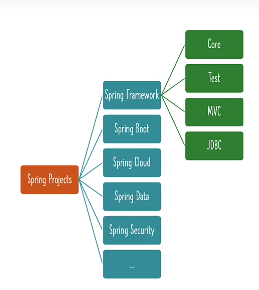 Spring Projects
Spring Framework
Spring Boot
Spring Cloud
Spring Data
Spring Security
...
Core
Test
MVC
JDBC